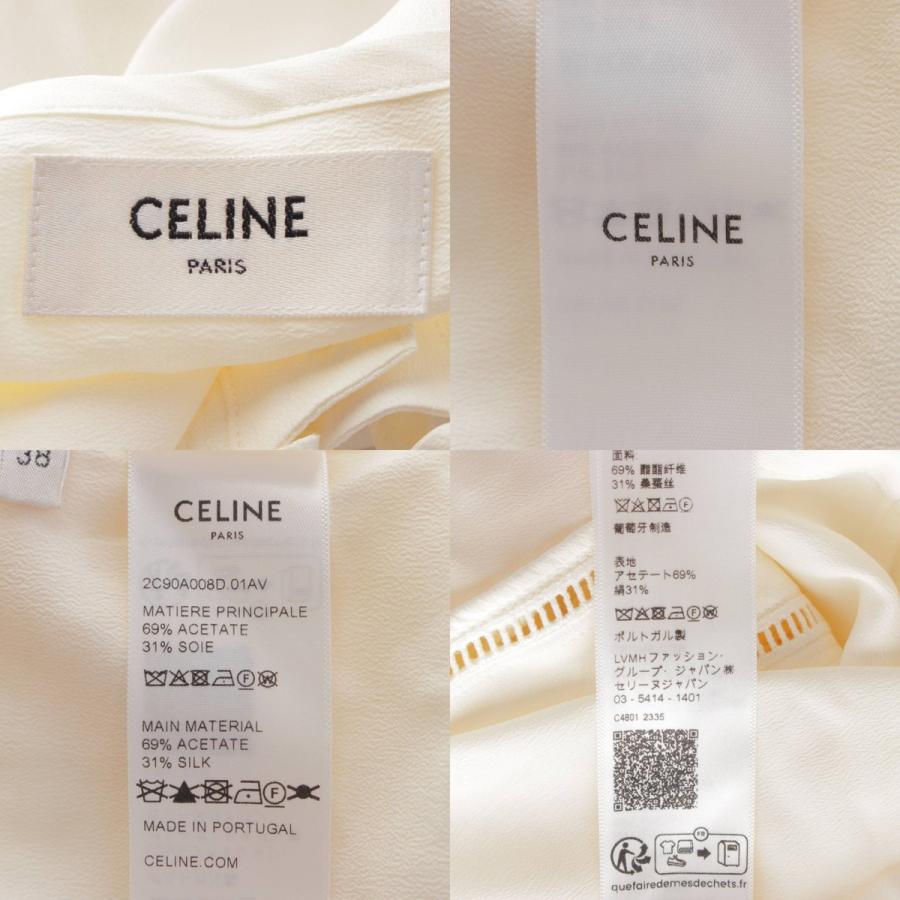 CELINE
PARIS
CELINE
PARIS
38
CELINE
PARIS
2C90A008D.01AV
MATIERE PRINCIPALE
69% ACETATE
31% SOIE
MAIN MATERIAL
69% ACETATE
31% SILK
MADE IN PORTUGAL
CELINE.COM
面料
69% 醋酯纤维
31% 桑蚕丝
葡萄牙制造
表地
アセテート69%
絹31%
ポルトガル製
LVMHファッション·
グループ·ジャパン㈱
セリーヌジャパン
03 - 5414 - 1401
C4801 2335
FR
quefairedemesdechets.fr